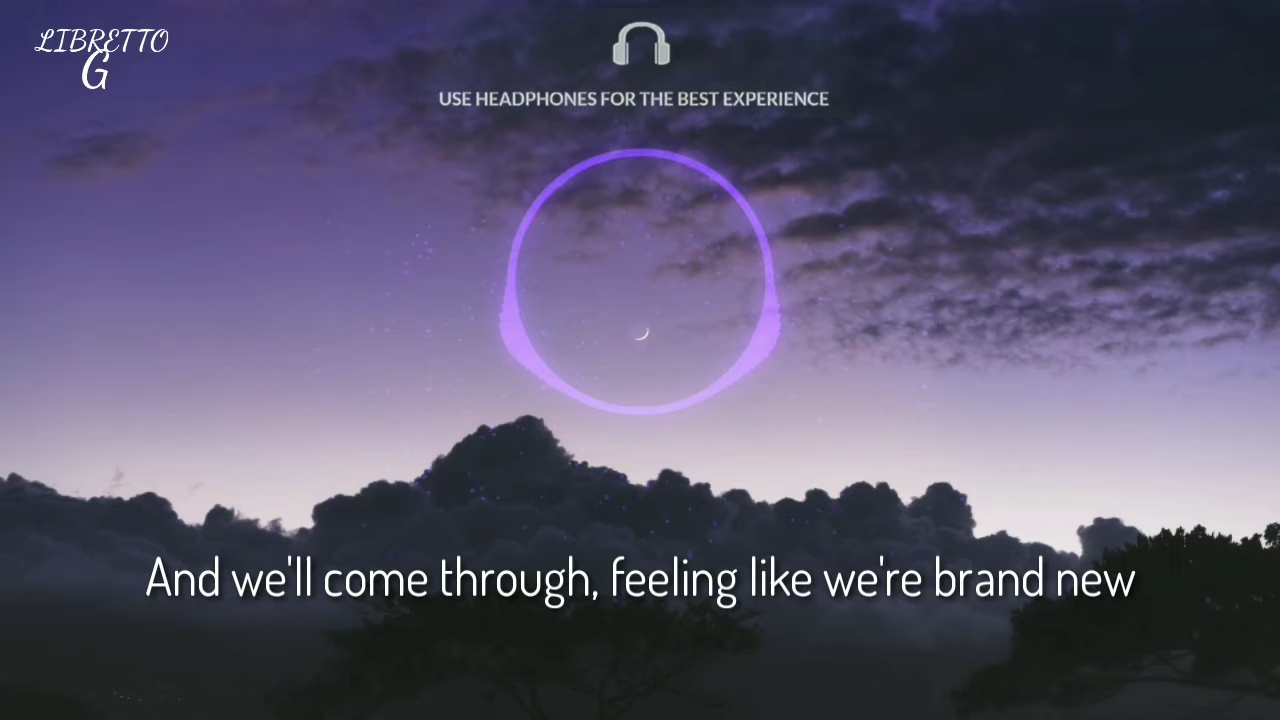 LIBRETTO
G
USE HEADPHONES FOR THE BEST EXPERIENCE
And we'll come through, feeling like we're brand new